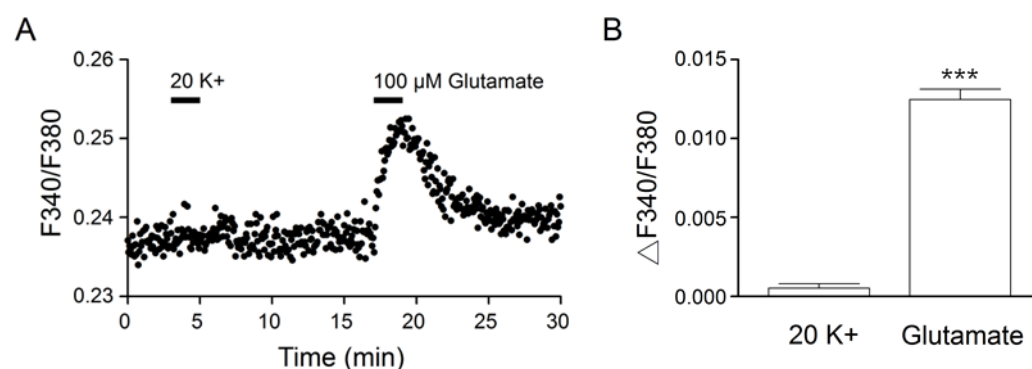 A
0.26
20 K+
100 μM Glutamate
0.25
F340/F380
0.24
0.23
0
5
10
15
20
25
30
Time (min)
B
0.015
***
0.010
△ F340/F380
0.005
0.000
20 K+
Glutamate